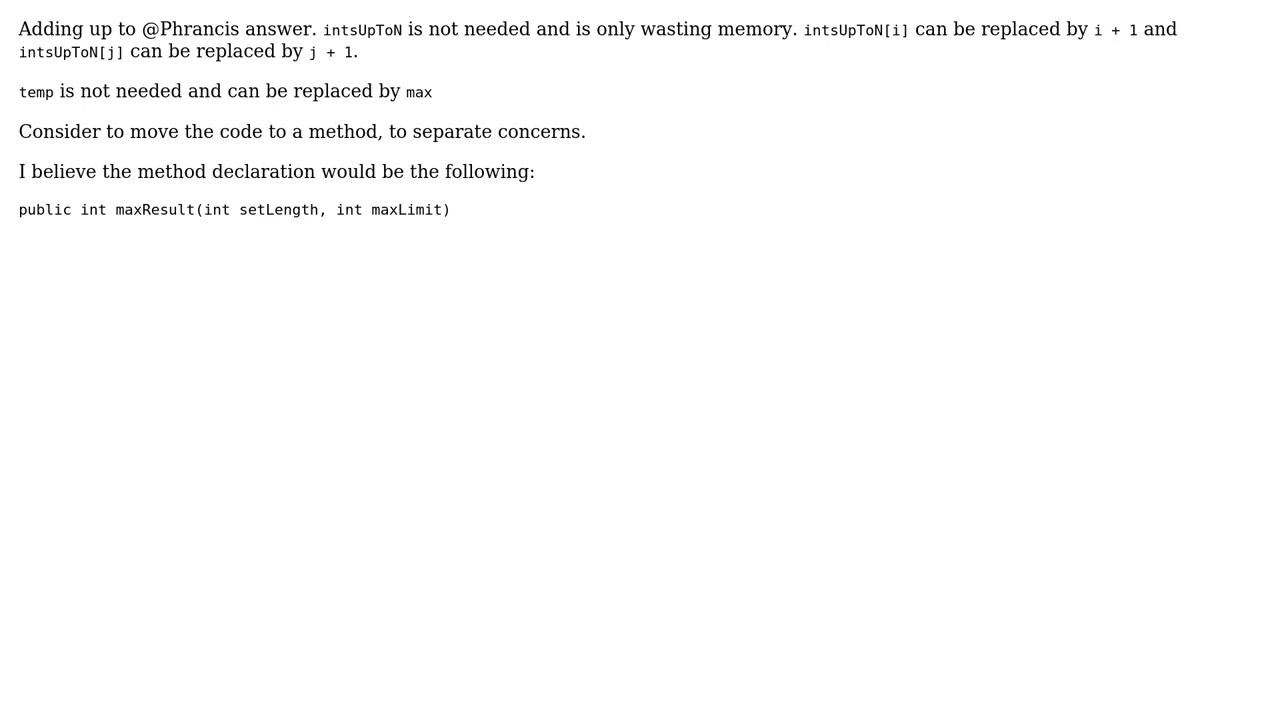 Adding up to @Phrancis answer. intsUpToN is not needed and is only wasting memory. intsUpToN[i] can be replaced by i + 1 and
intsUpToN[j] can be replaced by j + 1.
temp is not needed and can be replaced by max
Consider to move the code to a method, to separate concerns.
I believe the method declaration would be the following:
public int maxResult(int setLength, int maxLimit)